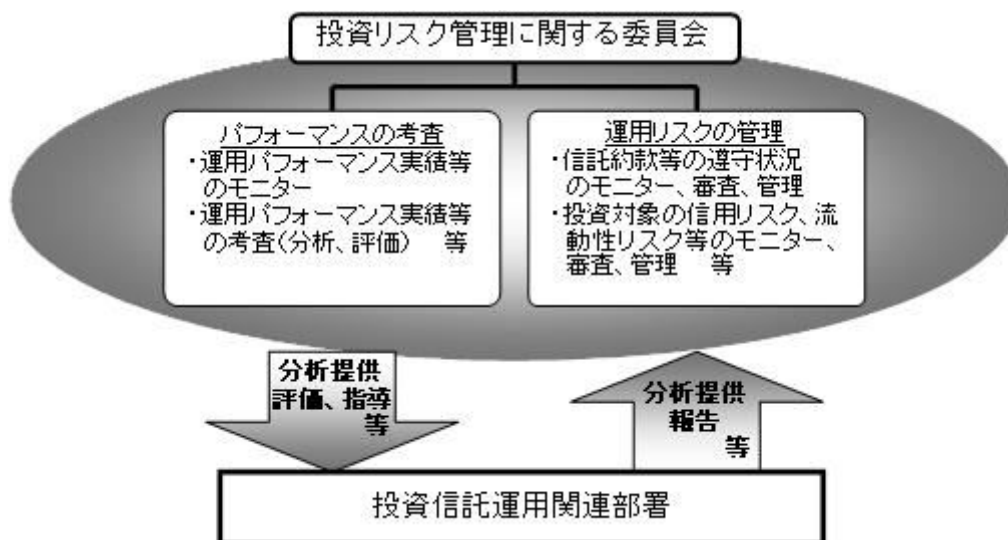 投資リスク管理に関する委員会
パフォーマンスの考査
・運用パフォーマンス実績等
のモニター
・運用パフォーマンス実績等
の考査(分析、評価)　等
運用リスクの管理
・信託約款等の遵守状況
のモニター、審査、管理
・投資対象の信用リスク、流
動性リスク等のモニター、
審査、管理　等
分析提供
評価、指導
等
分析提供
報告
等
投資信託運用関連部署